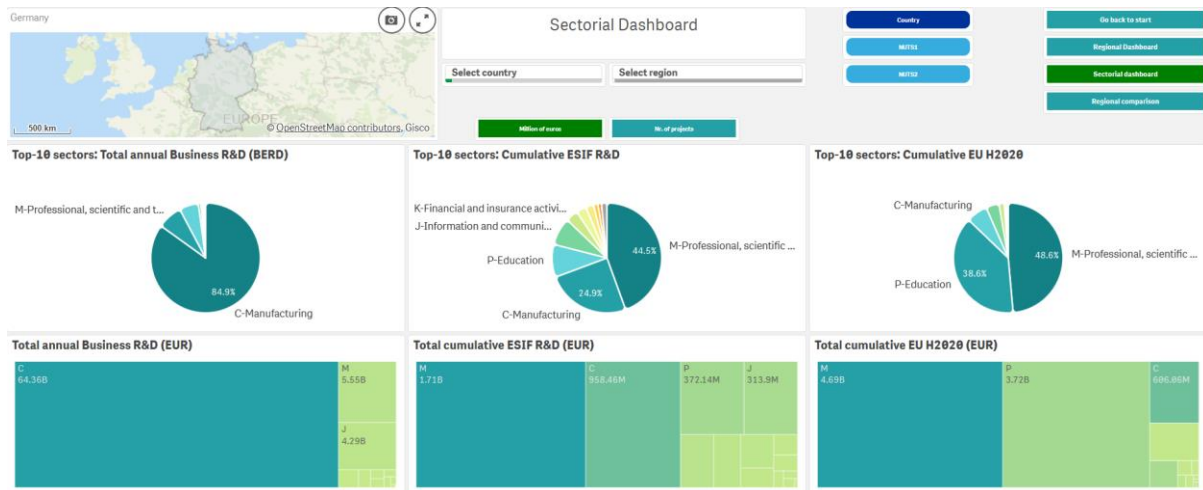 Germany
EUROPE
500 km
© OpenStreetMap contributors, Gisco
Sectorial Dashboard
Select country
Select region
Million of euros
Nr. of projects
Country
NUTS1
NUTS2
Go back to start
Regional Dashboard
Sectorial dashboard
Regional comparison
Top-10 sectors: Total annual Business R&D (BERD)
M-Professional, scientific and t...
84.9%
C-Manufacturing
Top-10 sectors: Cumulative ESIF R&D
K-Financial and insurance activi...
J-Information and communi...
P-Education
44.5%
M-Professional, scientific ...
24.9%
C-Manufacturing
Top-10 sectors: Cumulative EU H2020
C-Manufacturing
48.6%
M-Professional, scientific ...
38.6%
P-Education
Total annual Business R&D (EUR)
C
64.36B
M
5.55B
J
4.29B
Total cumulative ESIF R&D (EUR)
M
1.71B
C
958.46M
P
372.14M
J
313.9M
Total cumulative EU H2020 (EUR)
M
4.69B
P
3.72B
C
606.06M